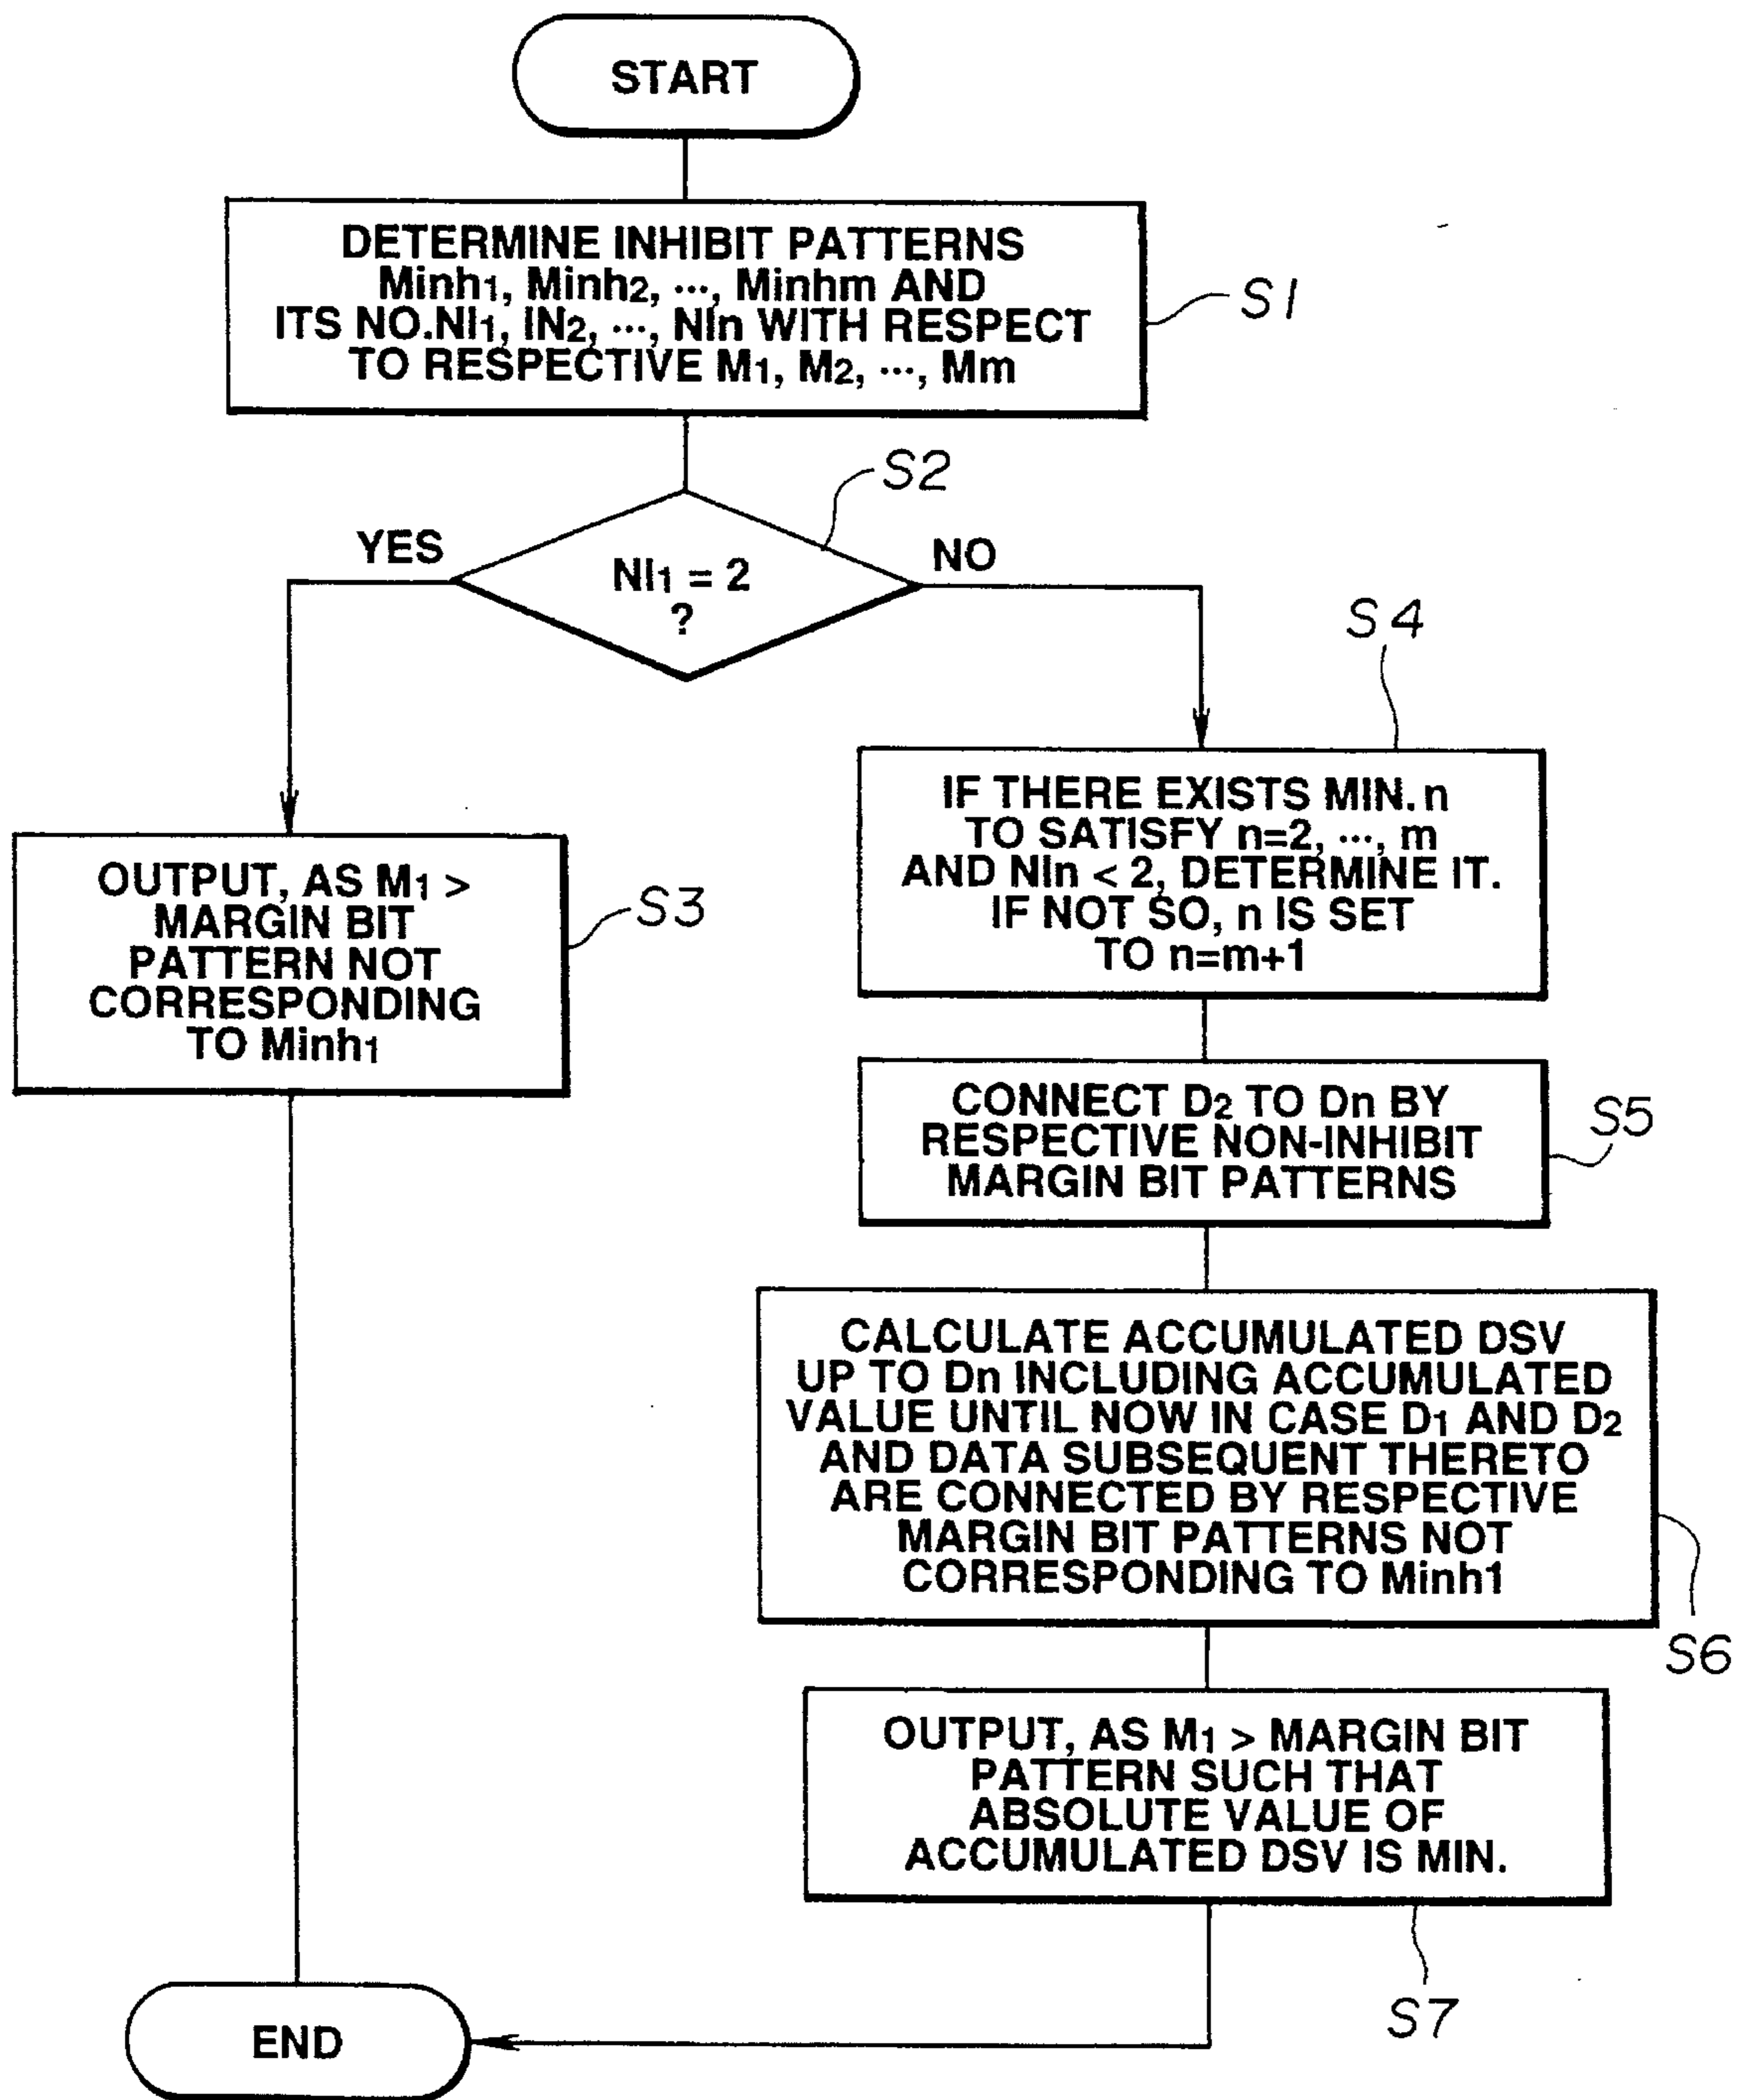 START
DETERMINE INHIBIT PATTERNS
Minh1, Minh2, ···, Minhm AND
ITS NO.NI1, IN2, ···, NIn WITH RESPECT
TO RESPECTIVE M1, M2, ···, Mm
S1
S2
YES
NO
NI1 = 2
?
S4
IF THERE EXISTS MIN. n
TO SATISFY n=2, ···, m
AND NIn < 2, DETERMINE IT.
IF NOT SO, n IS SET
TO n=m+1
OUTPUT, AS M1 >
MARGIN BIT
PATTERN NOT
CORRESPONDING
TO Minh1
S3
CONNECT D2 TO Dn BY
RESPECTIVE NON-INHIBIT
MARGIN BIT PATTERNS
S5
CALCULATE ACCUMULATED DSV
UP TO Dn INCLUDING ACCUMULATED
VALUE UNTIL NOW IN CASE D1 AND D2
AND DATA SUBSEQUENT THERETO
ARE CONNECTED BY RESPECTIVE
MARGIN BIT PATTERNS NOT
CORRESPONDING TO Minh1
S6
OUTPUT, AS M1 > MARGIN BIT
PATTERN SUCH THAT
ABSOLUTE VALUE OF
ACCUMULATED DSV IS MIN.
S7
END